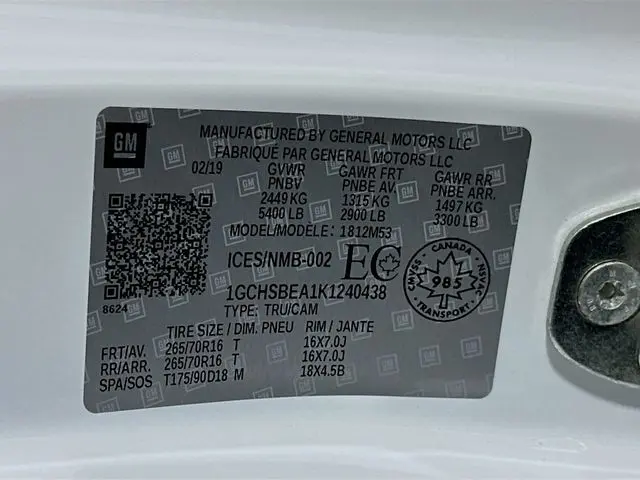 GM
MANUFACTURED BY GENERAL MOTORS LLC
FABRIQUÉ PAR GENERAL MOTORS LLC
02/19 GVWR GAWR FRT GAWR RR
PNBV PNBE AV. PNBE ARR.
2449 KG 1315 KG 1497 KG
5400 LB 2900 LB 3300 LB
MODEL/MODELE: 1812M53
ICES/NMB-002 EC
CANADA
SMVAC 985 NSVAC
TRANSPORT
1GCHSBEA1K1240438
8624
TYPE: TRU/CAM
TIRE SIZE / DIM. PNEU RIM / JANTE
FRT/AV. 265/70R16 T 16X7.0J
RR/ARR. 265/70R16 T 16X7.0J
SPA/SOS T175/90D18 M 18X4.5B